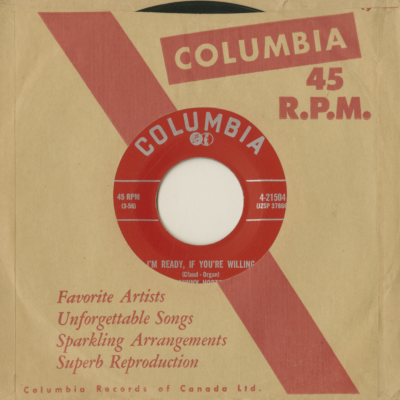 COLUMBIA
45
R.P.M.
COLUMBIA
45 RPM
4-21504
I'M READY, IF YOU'RE WILLING
Favorite Artists
Unforgettable Songs
Sparkling Arrangements
Superb Reproduction
Columbia Records of Canada Ltd.